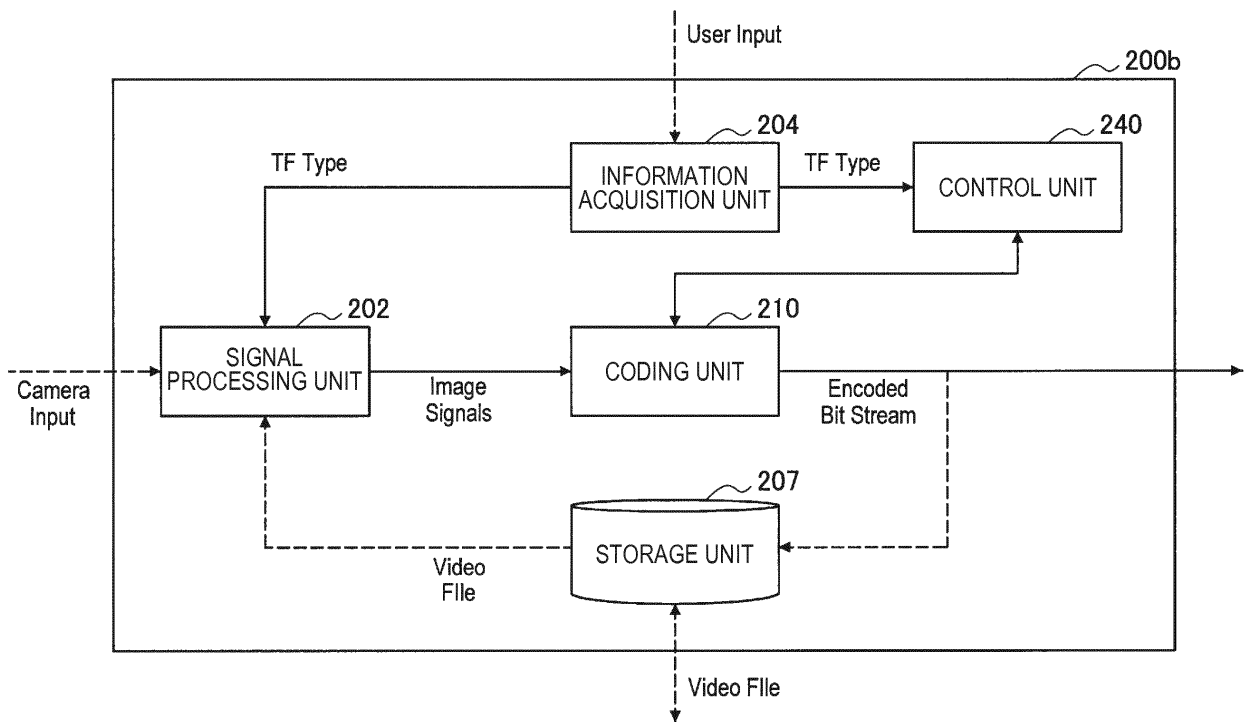 User Input
200b
204
240
TF Type
INFORMATION
ACQUISITION UNIT
TF Type
CONTROL UNIT
202
210
SIGNAL
PROCESSING UNIT
CODING UNIT
Camera
Input
Image
Signals
Encoded
Bit Stream
207
STORAGE UNIT
Video
FIle
Video FIle